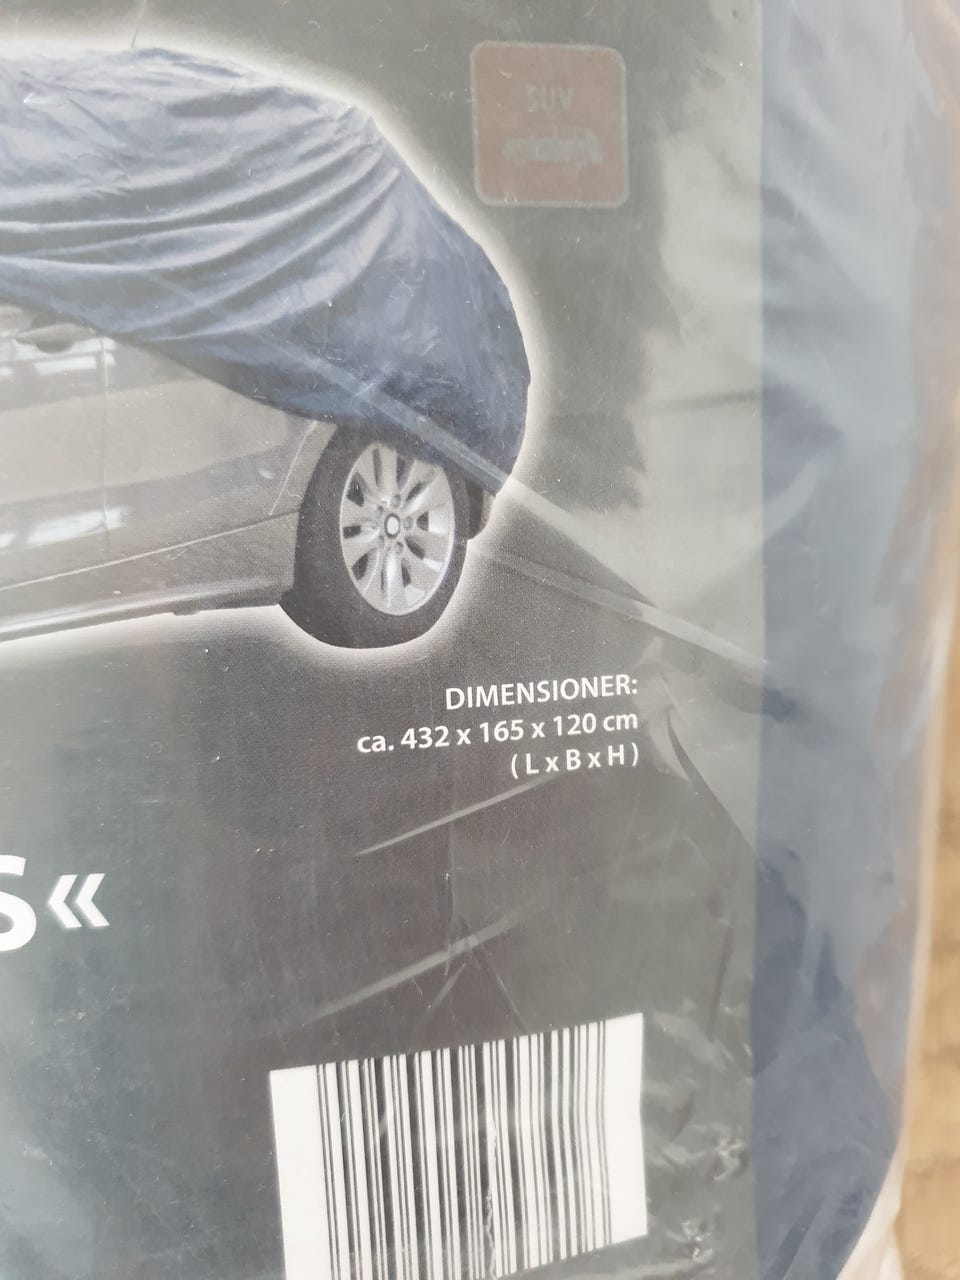 SUV
DIMENSIONER:
ca. 432 x 165 x 120 cm
( L x B x H )
S«